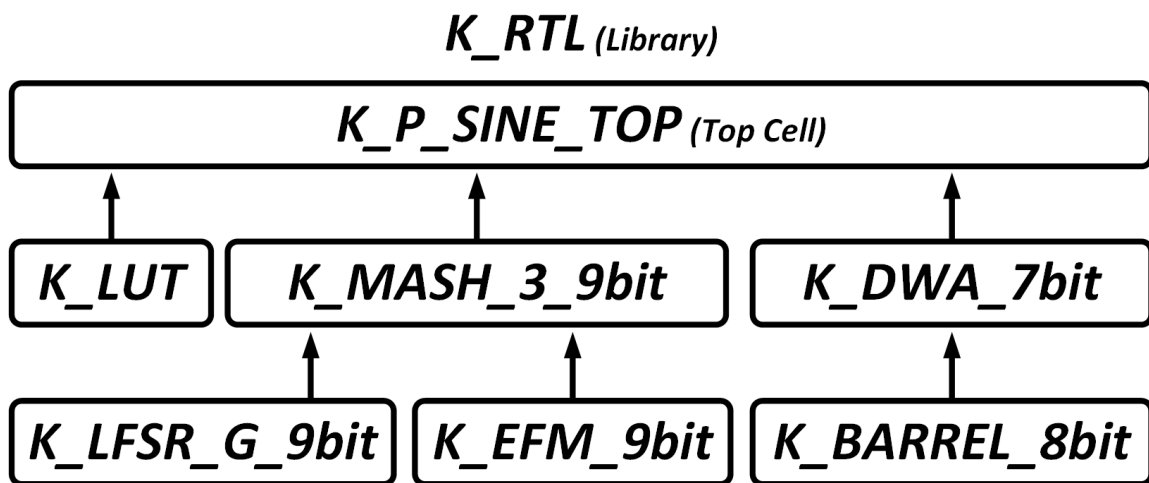 K_RTL (Library)
K_P_SINE_TOP (Top Cell)
K_LUT K_MASH_3_9bit K_DWA_7bit
K_LFSR_G_9bit K_EFM_9bit K_BARREL_8bit